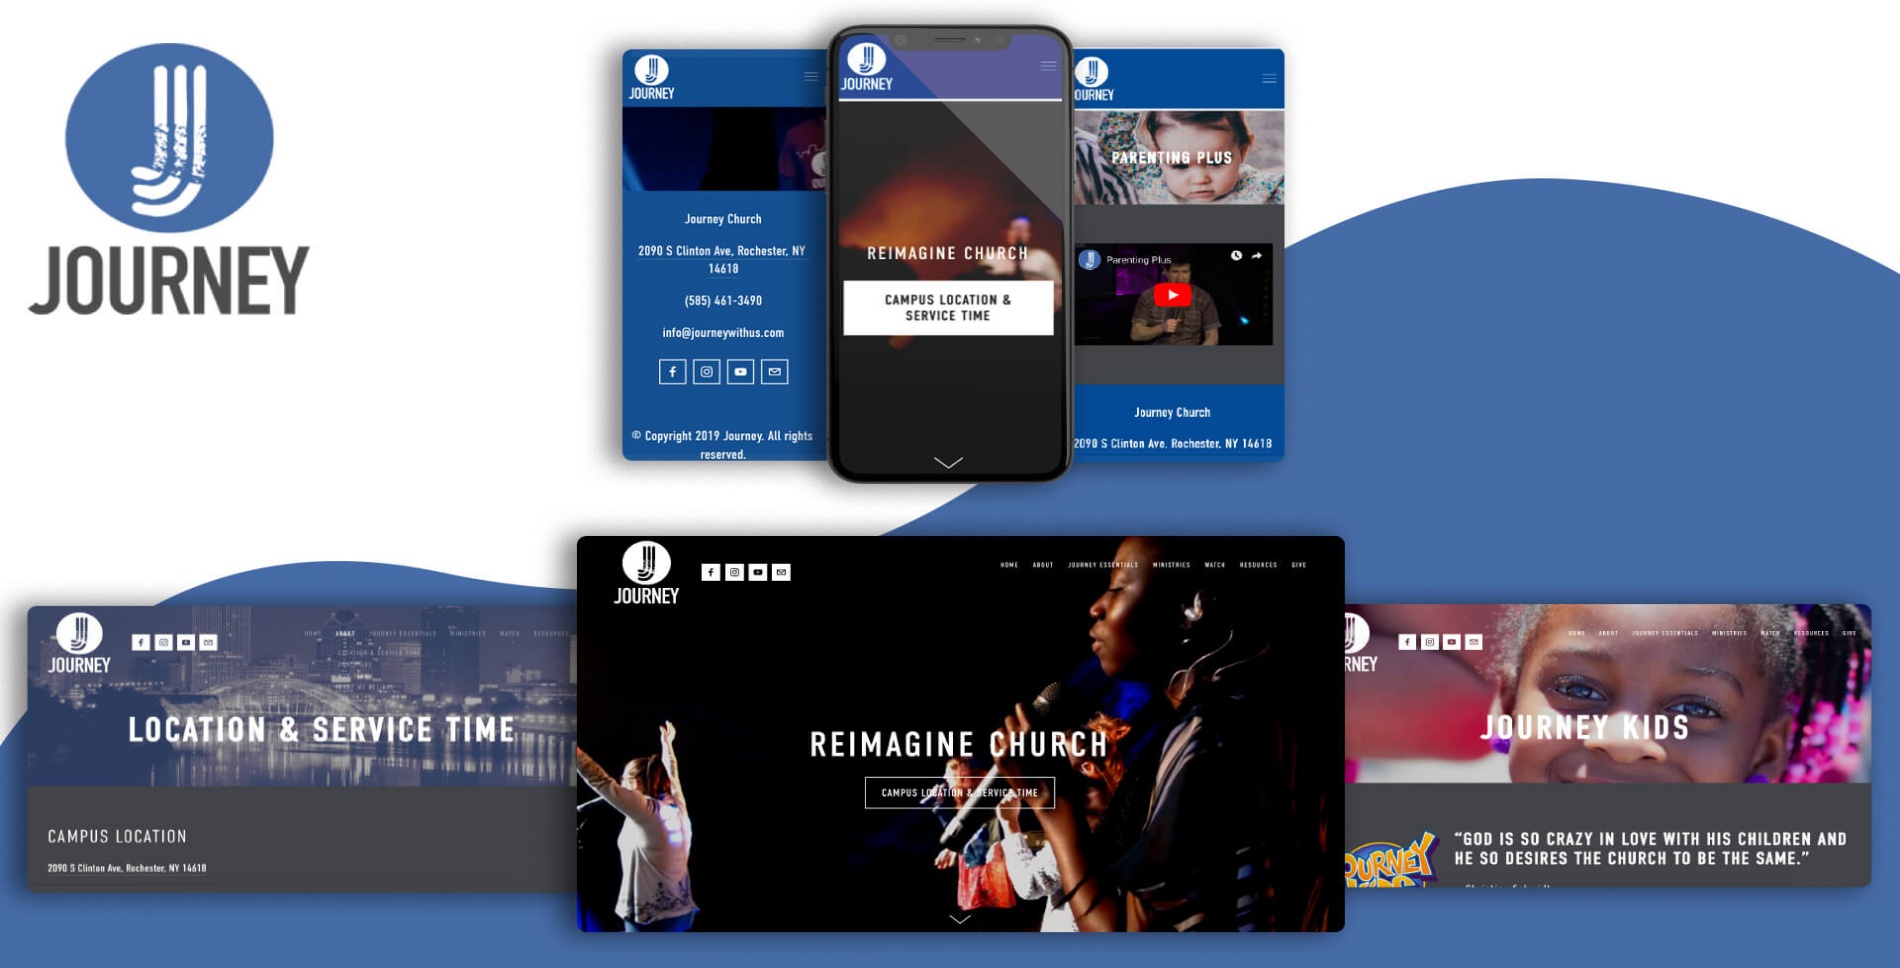 JOURNEY
JOURNEY
Journey Church
2090 S Clinton Ave, Rochester, NY
14618
(585) 461-3490
info@journeywithus.com
© Copyright 2019 Journey. All rights
reserved.
JOURNEY
REIMAGINE CHURCH
CAMPUS LOCATION &
SERVICE TIME
OURNEY
PARENTING PLUS
Parenting Plus
Journey Church
2090 S Clinton Ave, Rochester, NY 14618
JOURNEY
HOME ABOUT JOURNEY ESSENTIALS MINISTRIES WATCH RESOURCES
LOCATION & SERVICE TIME
LOCATION & SERVICE TIME
CAMPUS LOCATION
2090 S Clinton Ave, Rochester, NY 14618
JOURNEY
HOME ABOUT JOURNEY ESSENTIALS MINISTRIES WATCH RESOURCES GIVE
REIMAGINE CHURCH
CAMPUS LOCATION & SERVICE TIME
RNEY
HOME ABOUT JOURNEY ESSENTIALS MINISTRIES WATCH RESOURCES GIVE
JOURNEY KIDS
OURNEY
“GOD IS SO CRAZY IN LOVE WITH HIS CHILDREN AND
HE SO DESIRES THE CHURCH TO BE THE SAME.”